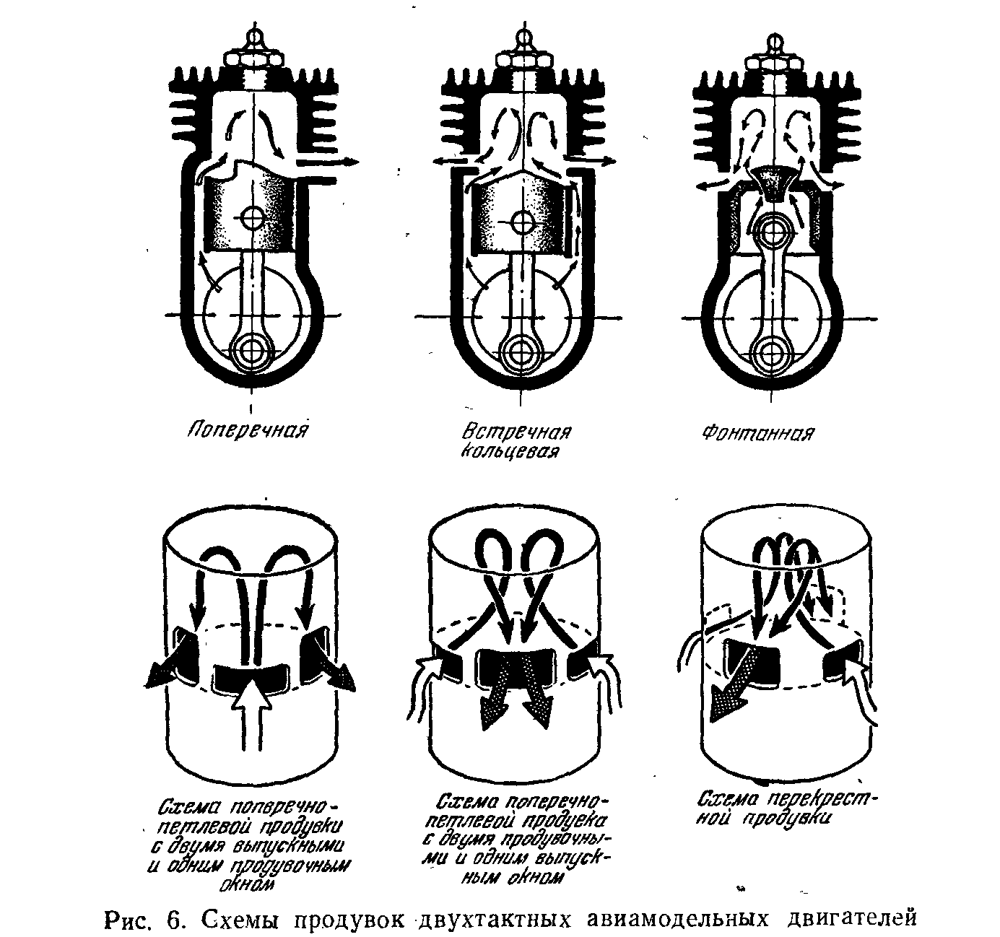 Поперечная
Встречная
кольцевая
Фонтанная
Схема поперечно-
петлевой продувки
с двумя выпускными
и одним продувочным
окном
Схема поперечно-
петлевой продувка
с двумя продувочны-
ми и одним выпуск-
ным окном
Схема перекрест-
ной продувки
Рис. 6. Схемы продувок двухтактных авиамодельных двигателей